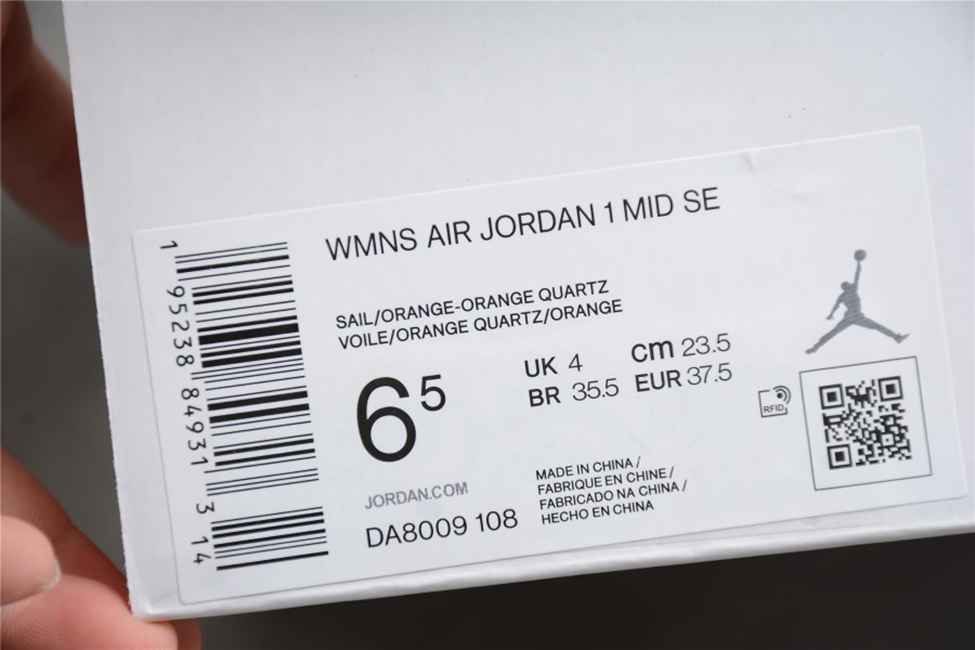 WMNS AIR JORDAN 1 MID SE
SAIL/ORANGE-ORANGE QUARTZ
VOILE/ORANGE QUARTZ/ORANGE
6 5
UK 4 cm 23.5
BR 35.5 EUR 37.5
RFID
JORDAN.COM
DA8009 108
MADE IN CHINA /
FABRIQUE EN CHINE /
FABRICADO NA CHINA /
HECHO EN CHINA
1 95238 84931 3 14